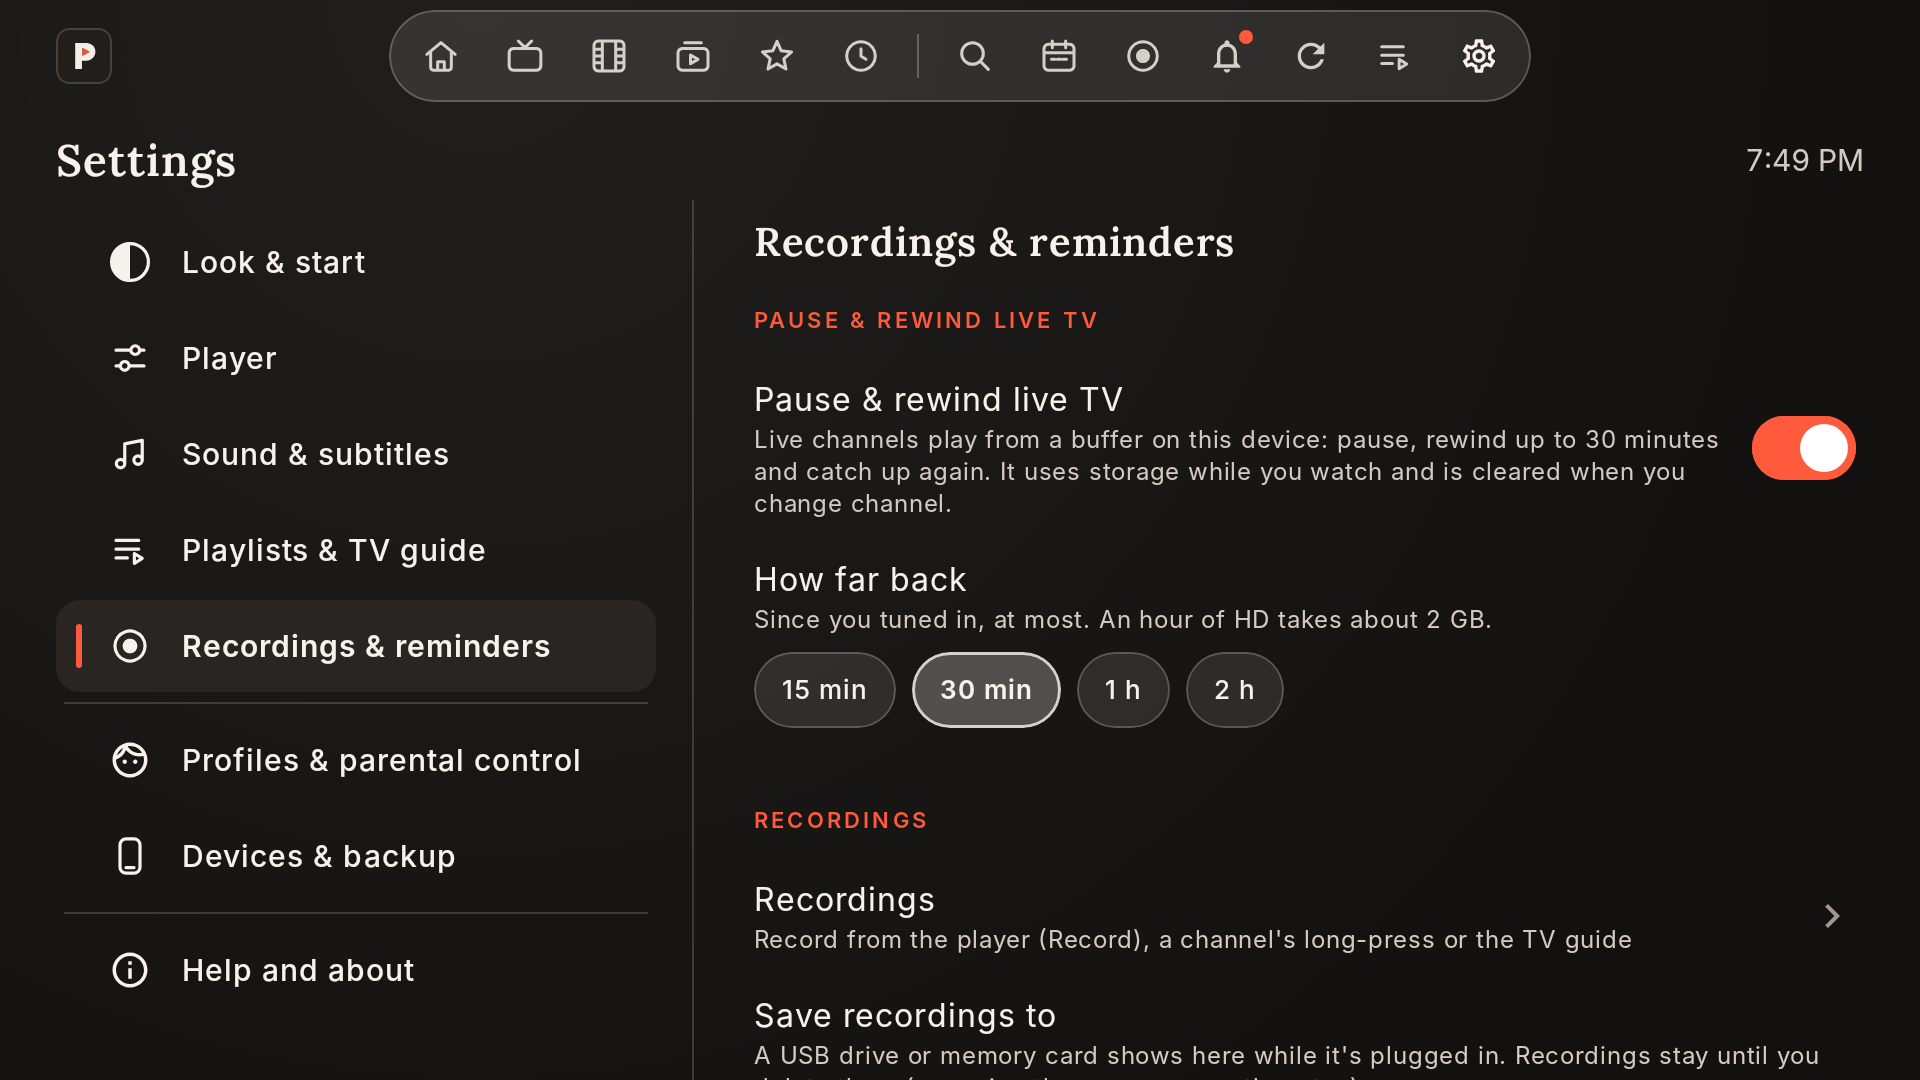 P
Settings
7:49 PM
Look & start
Player
Sound & subtitles
Playlists & TV guide
Recordings & reminders
Profiles & parental control
Devices & backup
Help and about
Recordings & reminders
PAUSE & REWIND LIVE TV
Pause & rewind live TV
Live channels play from a buffer on this device: pause, rewind up to 30 minutes
and catch up again. It uses storage while you watch and is cleared when you
change channel.
How far back
Since you tuned in, at most. An hour of HD takes about 2 GB.
15 min
30 min
1 h
2 h
RECORDINGS
Recordings
Record from the player (Record), a channel's long-press or the TV guide
Save recordings to
A USB drive or memory card shows here while it's plugged in. Recordings stay until you